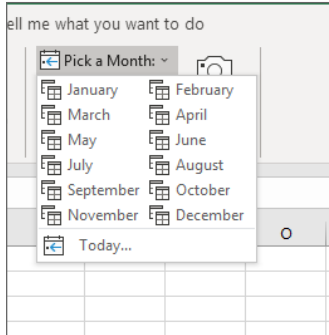 ell me what you want to do
Pick a Month:
January February
March April
May June
July August
September October
November December
Today...
O